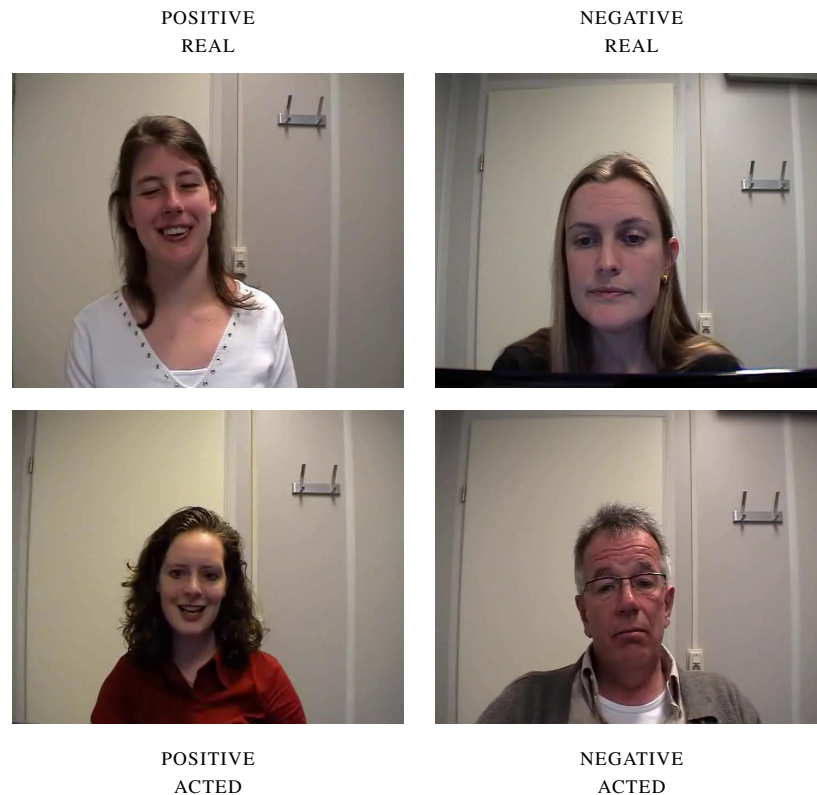 POSITIVE
REAL
NEGATIVE
REAL
POSITIVE
ACTED
NEGATIVE
ACTED